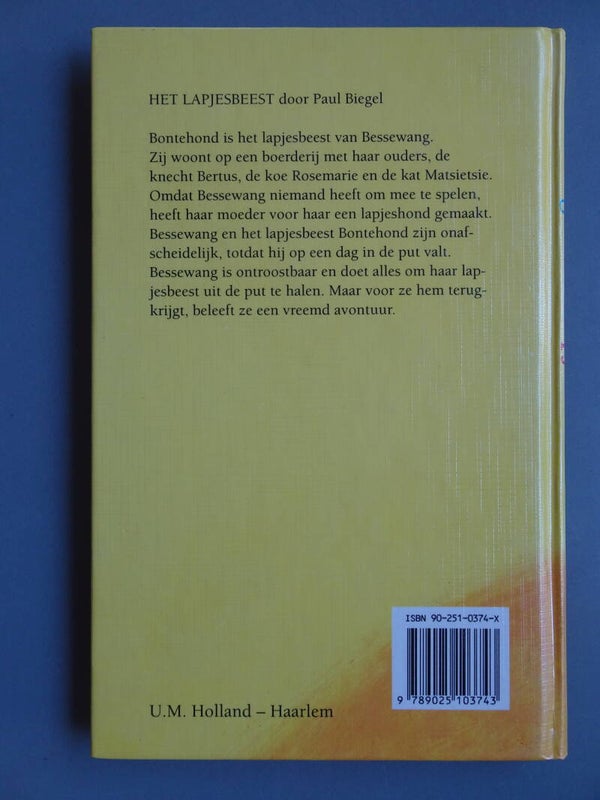 HET LAPJESBEEST door Paul Biegel
Bontehond is het lapjesbeest van Bessewang.
Zij woont op een boerderij met haar ouders, de
knecht Bertus, de koe Rosemarie en de kat Matsietsie.
Omdat Bessewang niemand heeft om mee te spelen,
heeft haar moeder voor haar een lapjeshond gemaakt.
Bessewang en het lapjesbeest Bontehond zijn onaf-
scheidelijk, totdat hij op een dag in de put valt.
Bessewang is ontroostbaar en doet alles om haar lap-
jesbeest uit de put te halen. Maar voor ze hem terug-
krijgt, beleeft ze een vreemd avontuur.
ISBN 90-251-0374-X
9 789025 103743
U.M. Holland – Haarlem